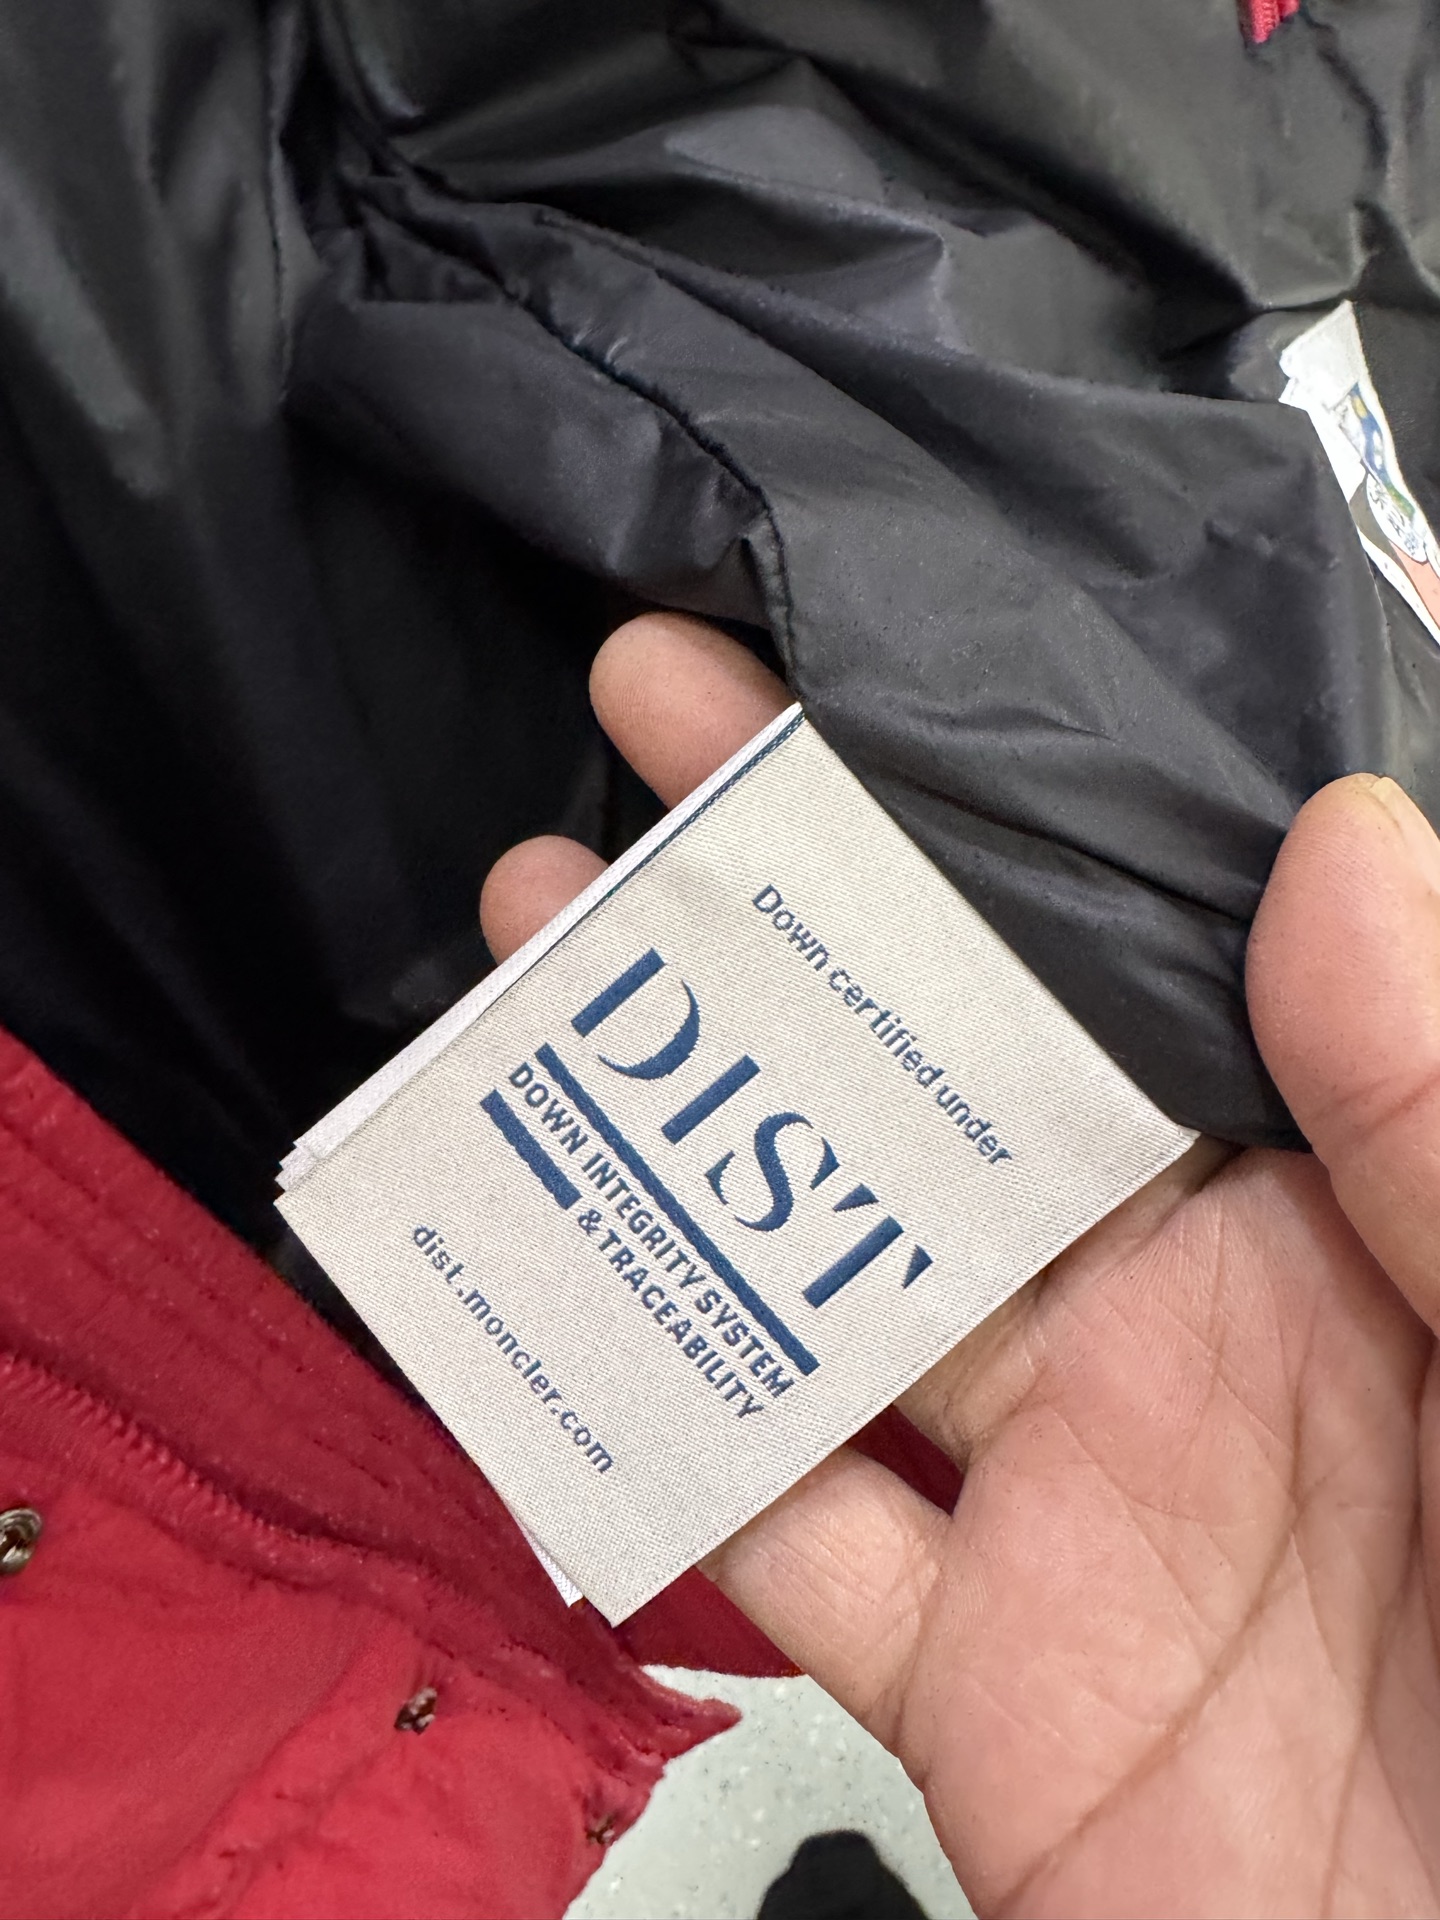 Down certified under
DIST
DOWN INTEGRITY SYSTEM
& TRACEABILITY
dist.moncler.com